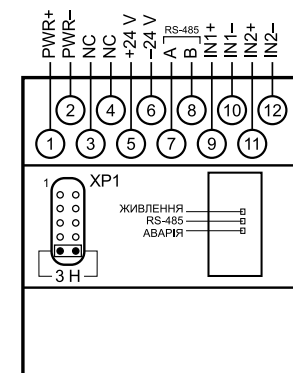 PWR+
PWR–
NC
NC
+24 V
–24 V
RS-485
A
B
IN1+
IN1–
IN2+
IN2–
2
4
6
8
10
12
1
3
5
7
9
11
1
XP1
ЖИВЛЕННЯ
RS-485
АВАРІЯ
3 Н